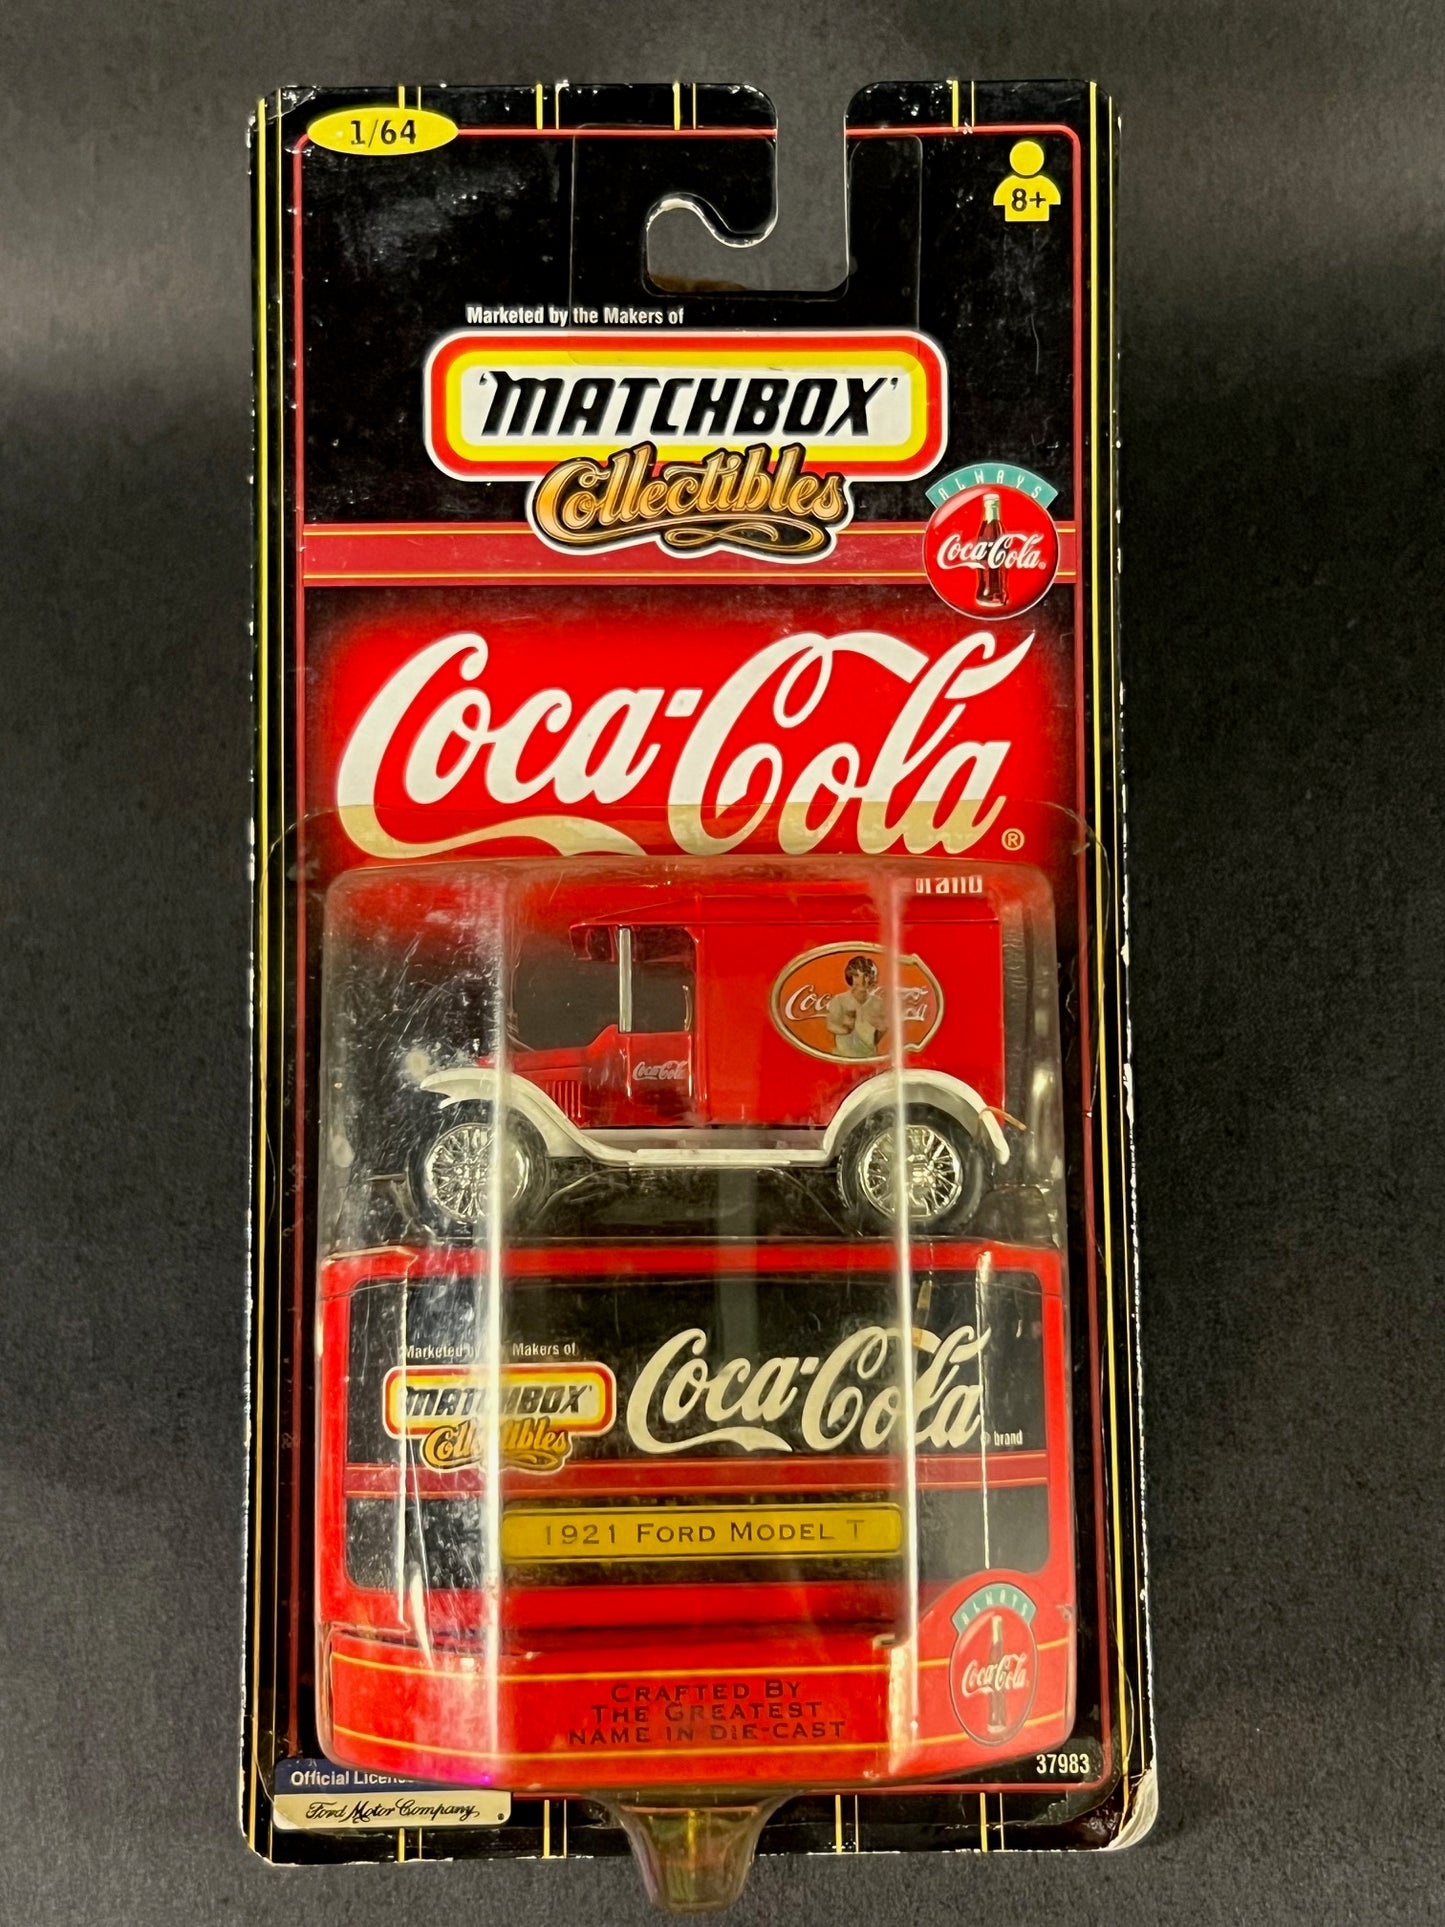 1/64
8+
Marketed by the Makers of
'MATCHBOX'
Collectibles
ALWAYS
Coca-Cola®
Coca-Cola®
brand
Coca-Cola
Coca-Cola
Marketed by Makers of
'MATCHBOX'
Collectibles
Coca-Cola® brand
1921 FORD MODEL T
ALWAYS
Coca-Cola
CRAFTED BY
THE GREATEST
NAME IN DIE-CAST
37983
Official
Ford Motor Company